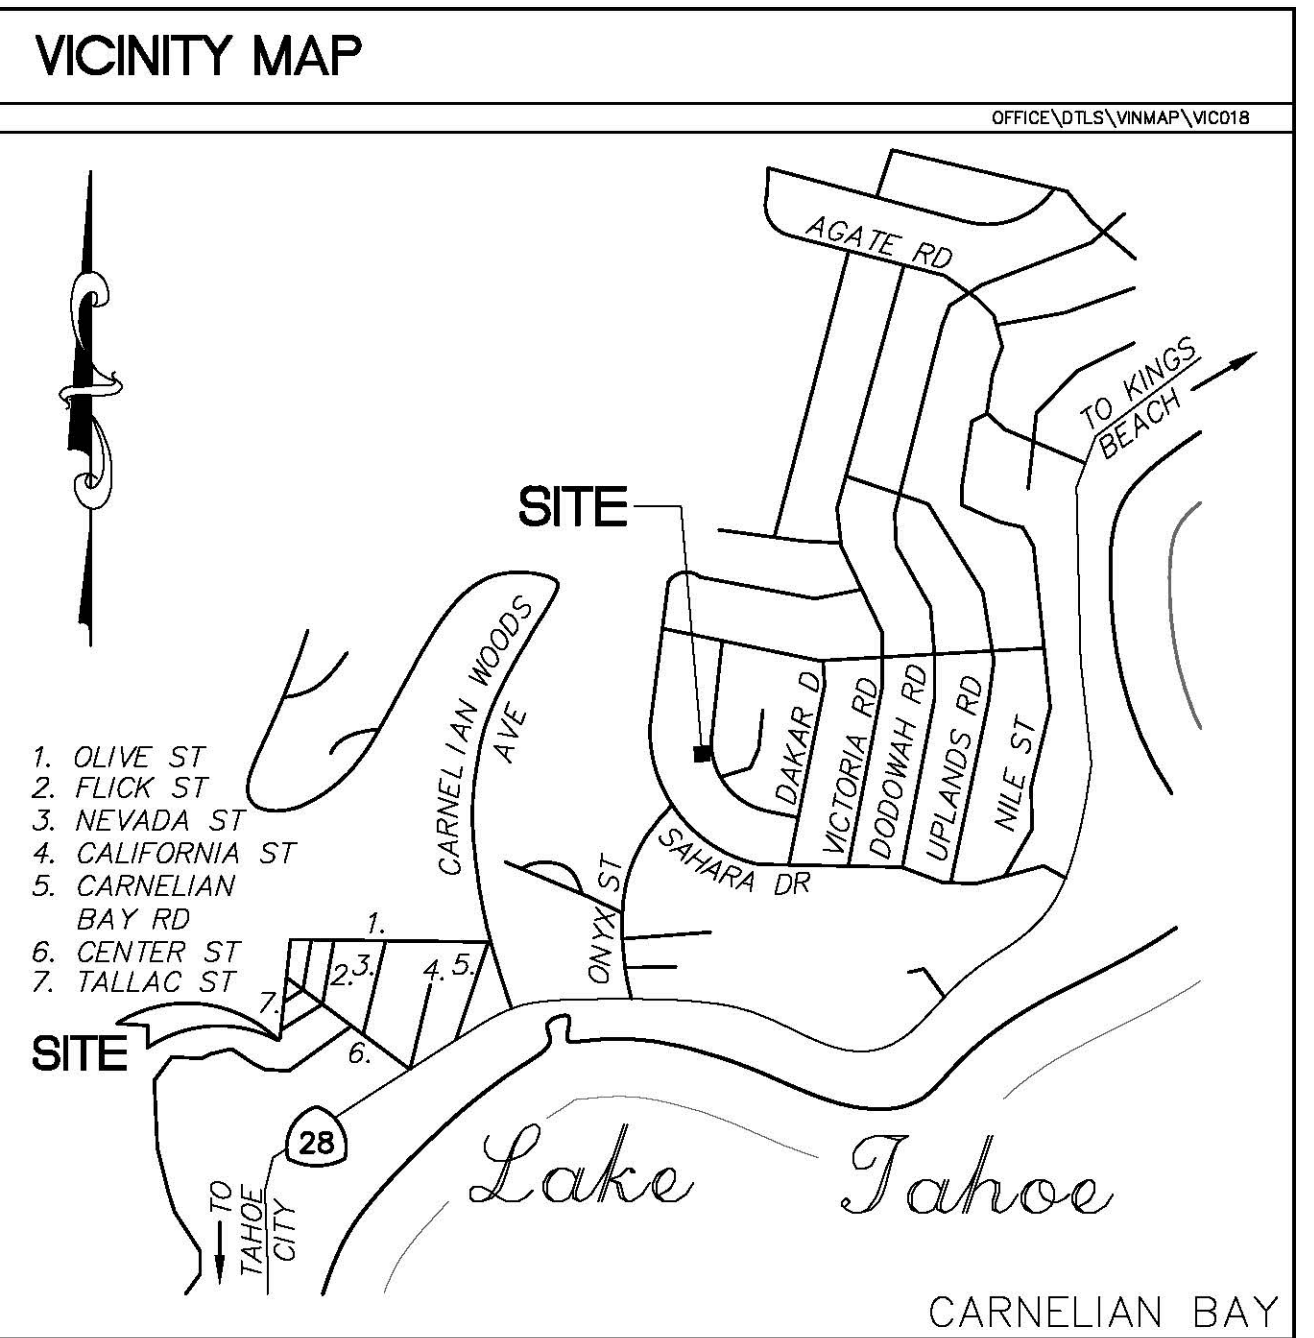 VICINITY MAP
OFFICE\DTLS\VINMAP\VIC018
AGATE RD
TO KINGS
BEACH
SITE
CARNELIAN WOODS
AVE
DAKAR D
VICTORIA RD
DODOWAH RD
UPLANDS RD
NILE ST
SAHARA DR
ONYX ST
1. OLIVE ST
2. FLICK ST
3. NEVADA ST
4. CALIFORNIA ST
5. CARNELIAN
BAY RD
6. CENTER ST
7. TALLAC ST
1.
2.
3.
4.
5.
7.
6.
SITE
28
TO
TAHOE
CITY
Lake Tahoe
CARNELIAN BAY